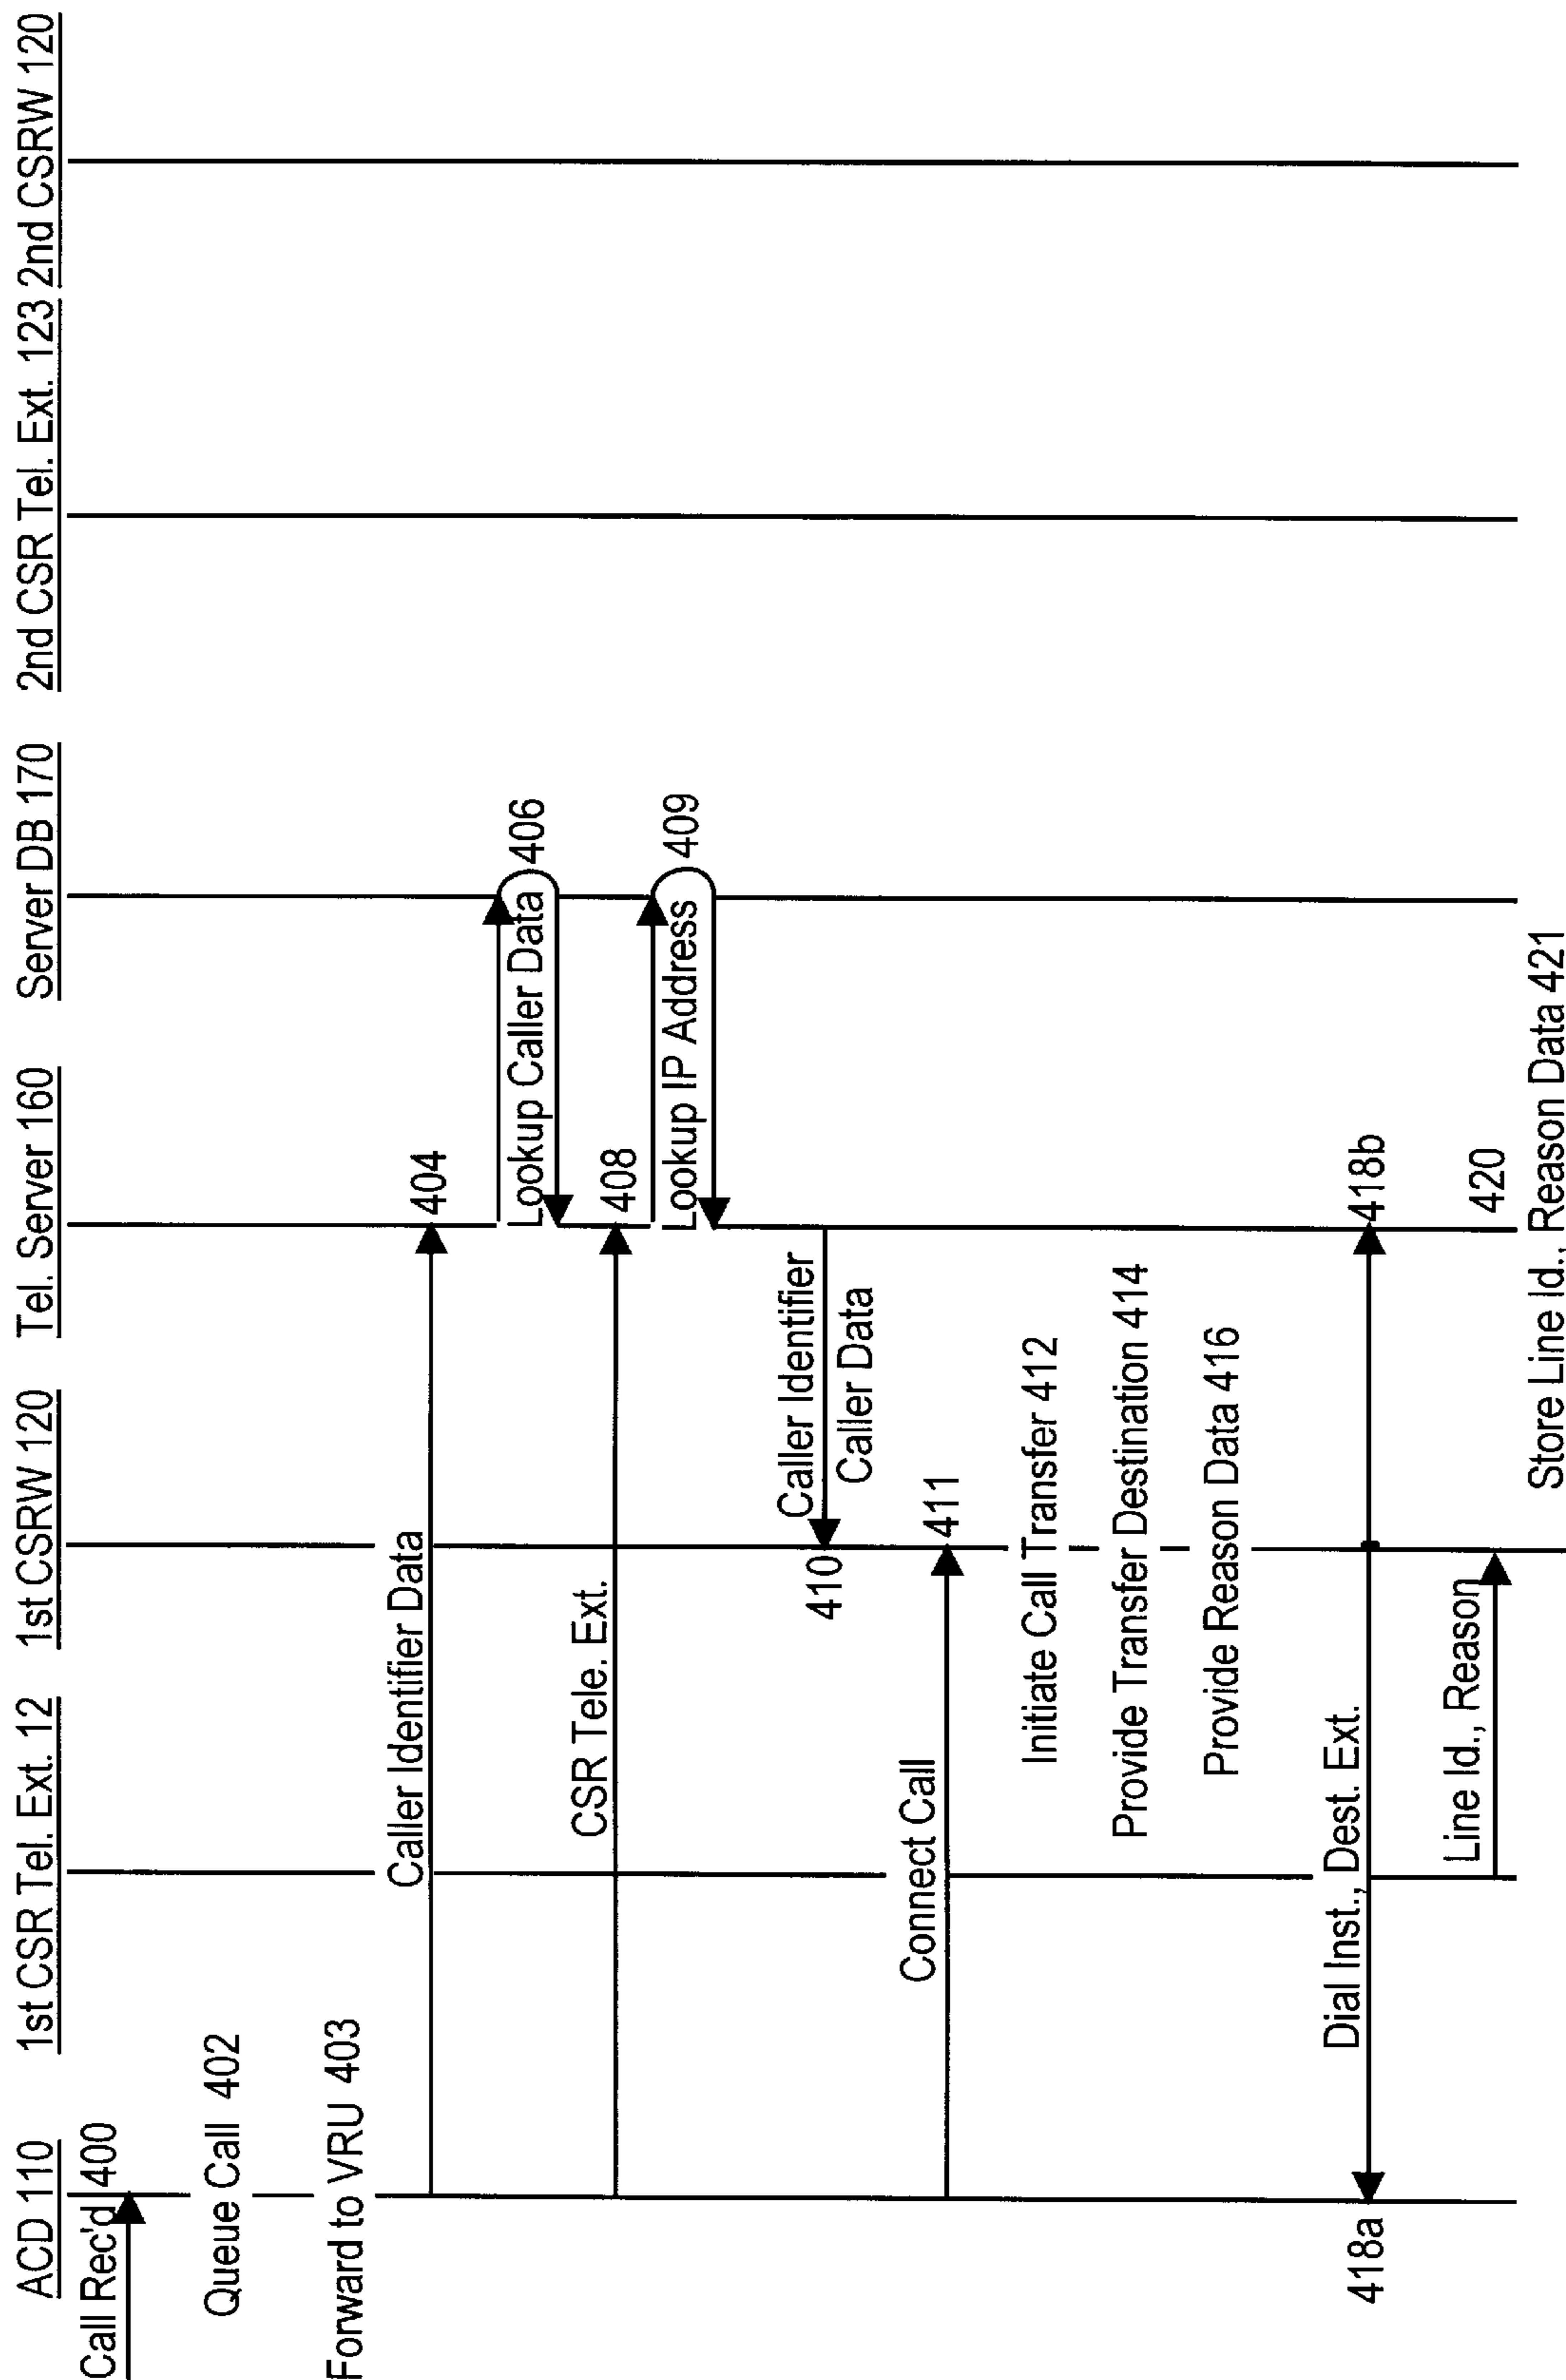 ACD 110
1st CSR Tel. Ext. 12
1st CSRW 120
Tel. Server 160
Server DB 170
2nd CSR Tel. Ext. 123
2nd CSRW 120
Call Rec'd 400
Queue Call 402
Forward to VRU 403
Caller Identifier Data
404
Lookup Caller Data
406
CSR Tele. Ext.
408
Lookup IP Address
409
Caller Identifier
410
Caller Data
Connect Call
411
Initiate Call Transfer 412
Provide Transfer Destination 414
Provide Reason Data 416
Dial Inst., Dest. Ext.
418a
418b
Line Id., Reason
420
Store Line Id., Reason Data 421